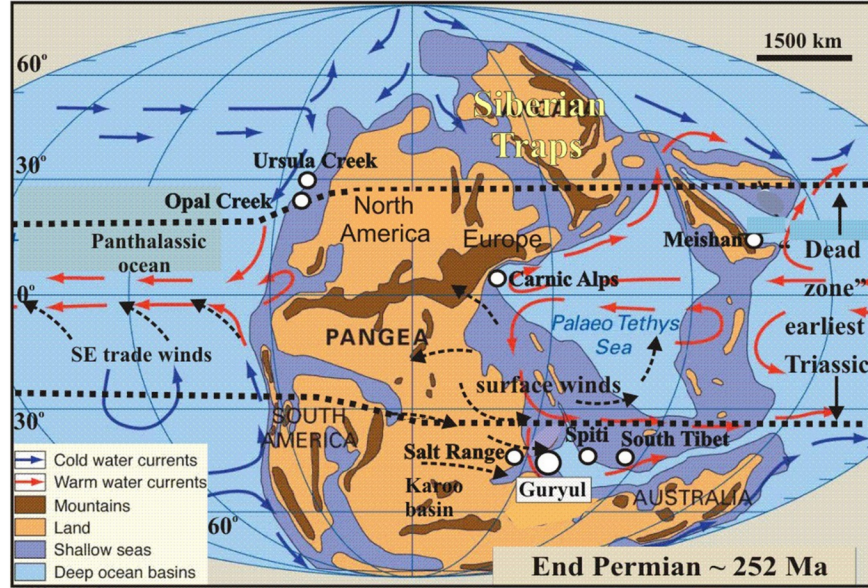 1500 km
60°
Siberian
Traps
30°
Ursula Creek
Opal Creek
North
America
Europe
Meishan
"Dead
zone"
earliest
Triassic
Panthalassic
ocean
Carnic Alps
0°
PANGEA
Palaeo Tethys
Sea
SE trade winds
surface winds
30°
SOUTH
AMERICA
Salt Range
Spiti
South Tibet
Guryul
Karoo
basin
AUSTRALIA
60°
Cold water currents
Warm water currents
Mountains
Land
Shallow seas
Deep ocean basins
End Permian ~ 252 Ma